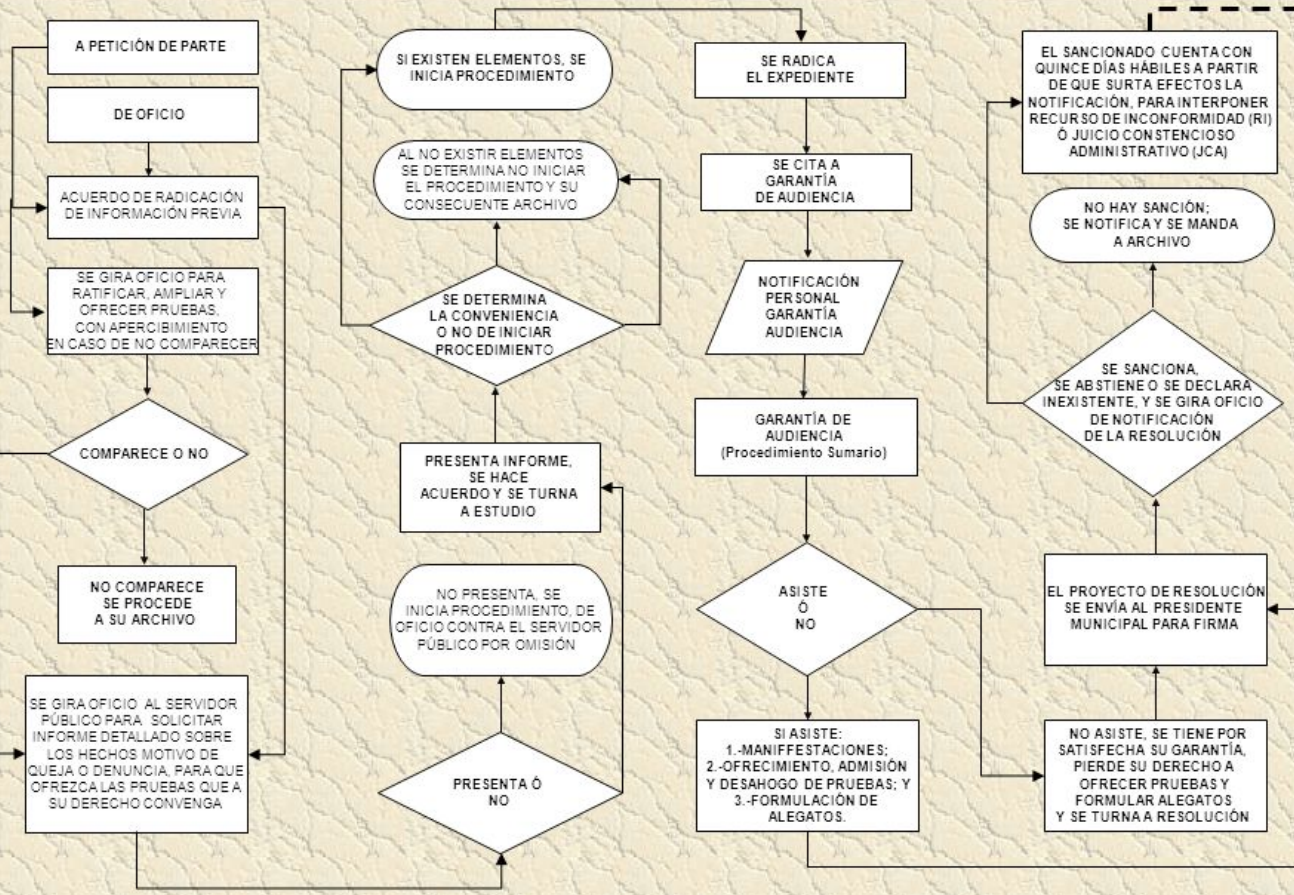 A PETICIÓN DE PARTE
DE OFICIO
ACUERDO DE RADICACIÓN
DE INFORMACIÓN PREVIA
SE GIRA OFICIO PARA
RATIFICAR, AMPLIAR Y
OFRECER PRUEBAS,
CON APERCIBIMIENTO
EN CASO DE NO COMPARECER
COMPARECE O NO
NO COMPARECE
SE PROCEDE
A SU ARCHIVO
SE GIRA OFICIO AL SERVIDOR
PÚBLICO PARA SOLICITAR
INFORME DETALLADO SOBRE
LOS HECHOS MOTIVO DE
QUEJA O DENUNCIA, PARA QUE
OFREZCA LAS PRUEBAS QUE A
SU DERECHO CONVENGA
SI EXISTEN ELEMENTOS, SE
INICIA PROCEDIMIENTO
AL NO EXISTIR ELEMENTOS
SE DETERMINA NO INICIAR
EL PROCEDIMIENTO Y SU
CONSECUENTE ARCHIVO
SE DETERMINA
LA CONVENIENCIA
O NO DE INICIAR
PROCEDIMIENTO
PRESENTA INFORME,
SE HACE
ACUERDO Y SE TURNA
A ESTUDIO
NO PRESENTA, SE
INICIA PROCEDIMIENTO, DE
OFICIO CONTRA EL SERVIDOR
PÚBLICO POR OMISIÓN
PRESENTA Ó
NO
SE RADICA
EL EXPEDIENTE
SE CITA A
GARANTÍA
DE AUDIENCIA
NOTIFICACIÓN
PERSONAL
GARANTÍA
AUDIENCIA
GARANTÍA DE
AUDIENCIA
(Procedimiento Sumario)
ASISTE
Ó
NO
SI ASISTE:
1.-MANIFFESTACIONES;
2.-OFRECIMIENTO, ADMISIÓN
Y DESAHOGO DE PRUEBAS; Y
3.-FORMULACIÓN DE
ALEGATOS.
EL SANCIONADO CUENTA CON
QUINCE DÍAS HÁBILES A PARTIR
DE QUE SURTA EFECTOS LA
NOTIFICACIÓN, PARA INTERPONER
RECURSO DE INCONFORMIDAD (RI)
Ó JUICIO CONSTENCIOSO
ADMINISTRATIVO (JCA)
NO HAY SANCIÓN;
SE NOTIFICA Y SE MANDA
A ARCHIVO
SE SANCIONA,
SE ABSTIENE O SE DECLARA
INEXISTENTE, Y SE GIRA OFICIO
DE NOTIFICACIÓN
DE LA RESOLUCIÓN
EL PROYECTO DE RESOLUCIÓN
SE ENVÍA AL PRESIDENTE
MUNICIPAL PARA FIRMA
NO ASISTE, SE TIENE POR
SATISFECHA SU GARANTÍA,
PIERDE SU DERECHO A
OFRECER PRUEBAS Y
FORMULAR ALEGATOS
Y SE TURNA A RESOLUCIÓN